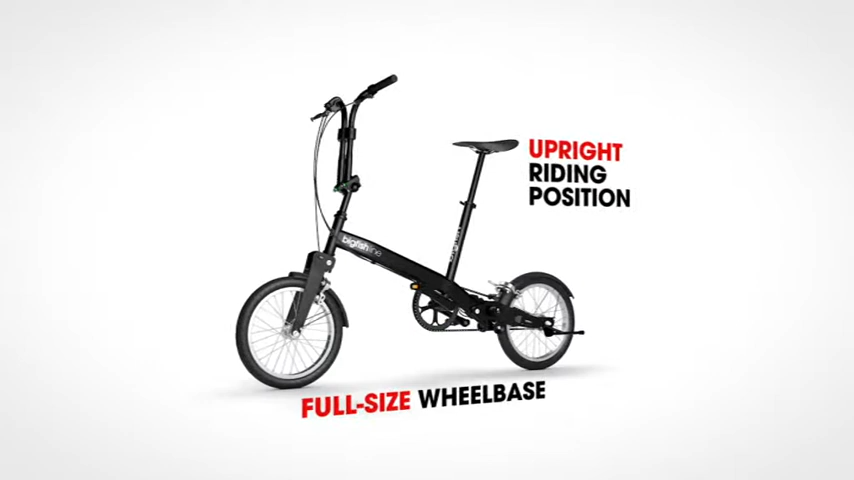 UPRIGHT
RIDING
POSITION
bigfishline
FULL-SIZE WHEELBASE